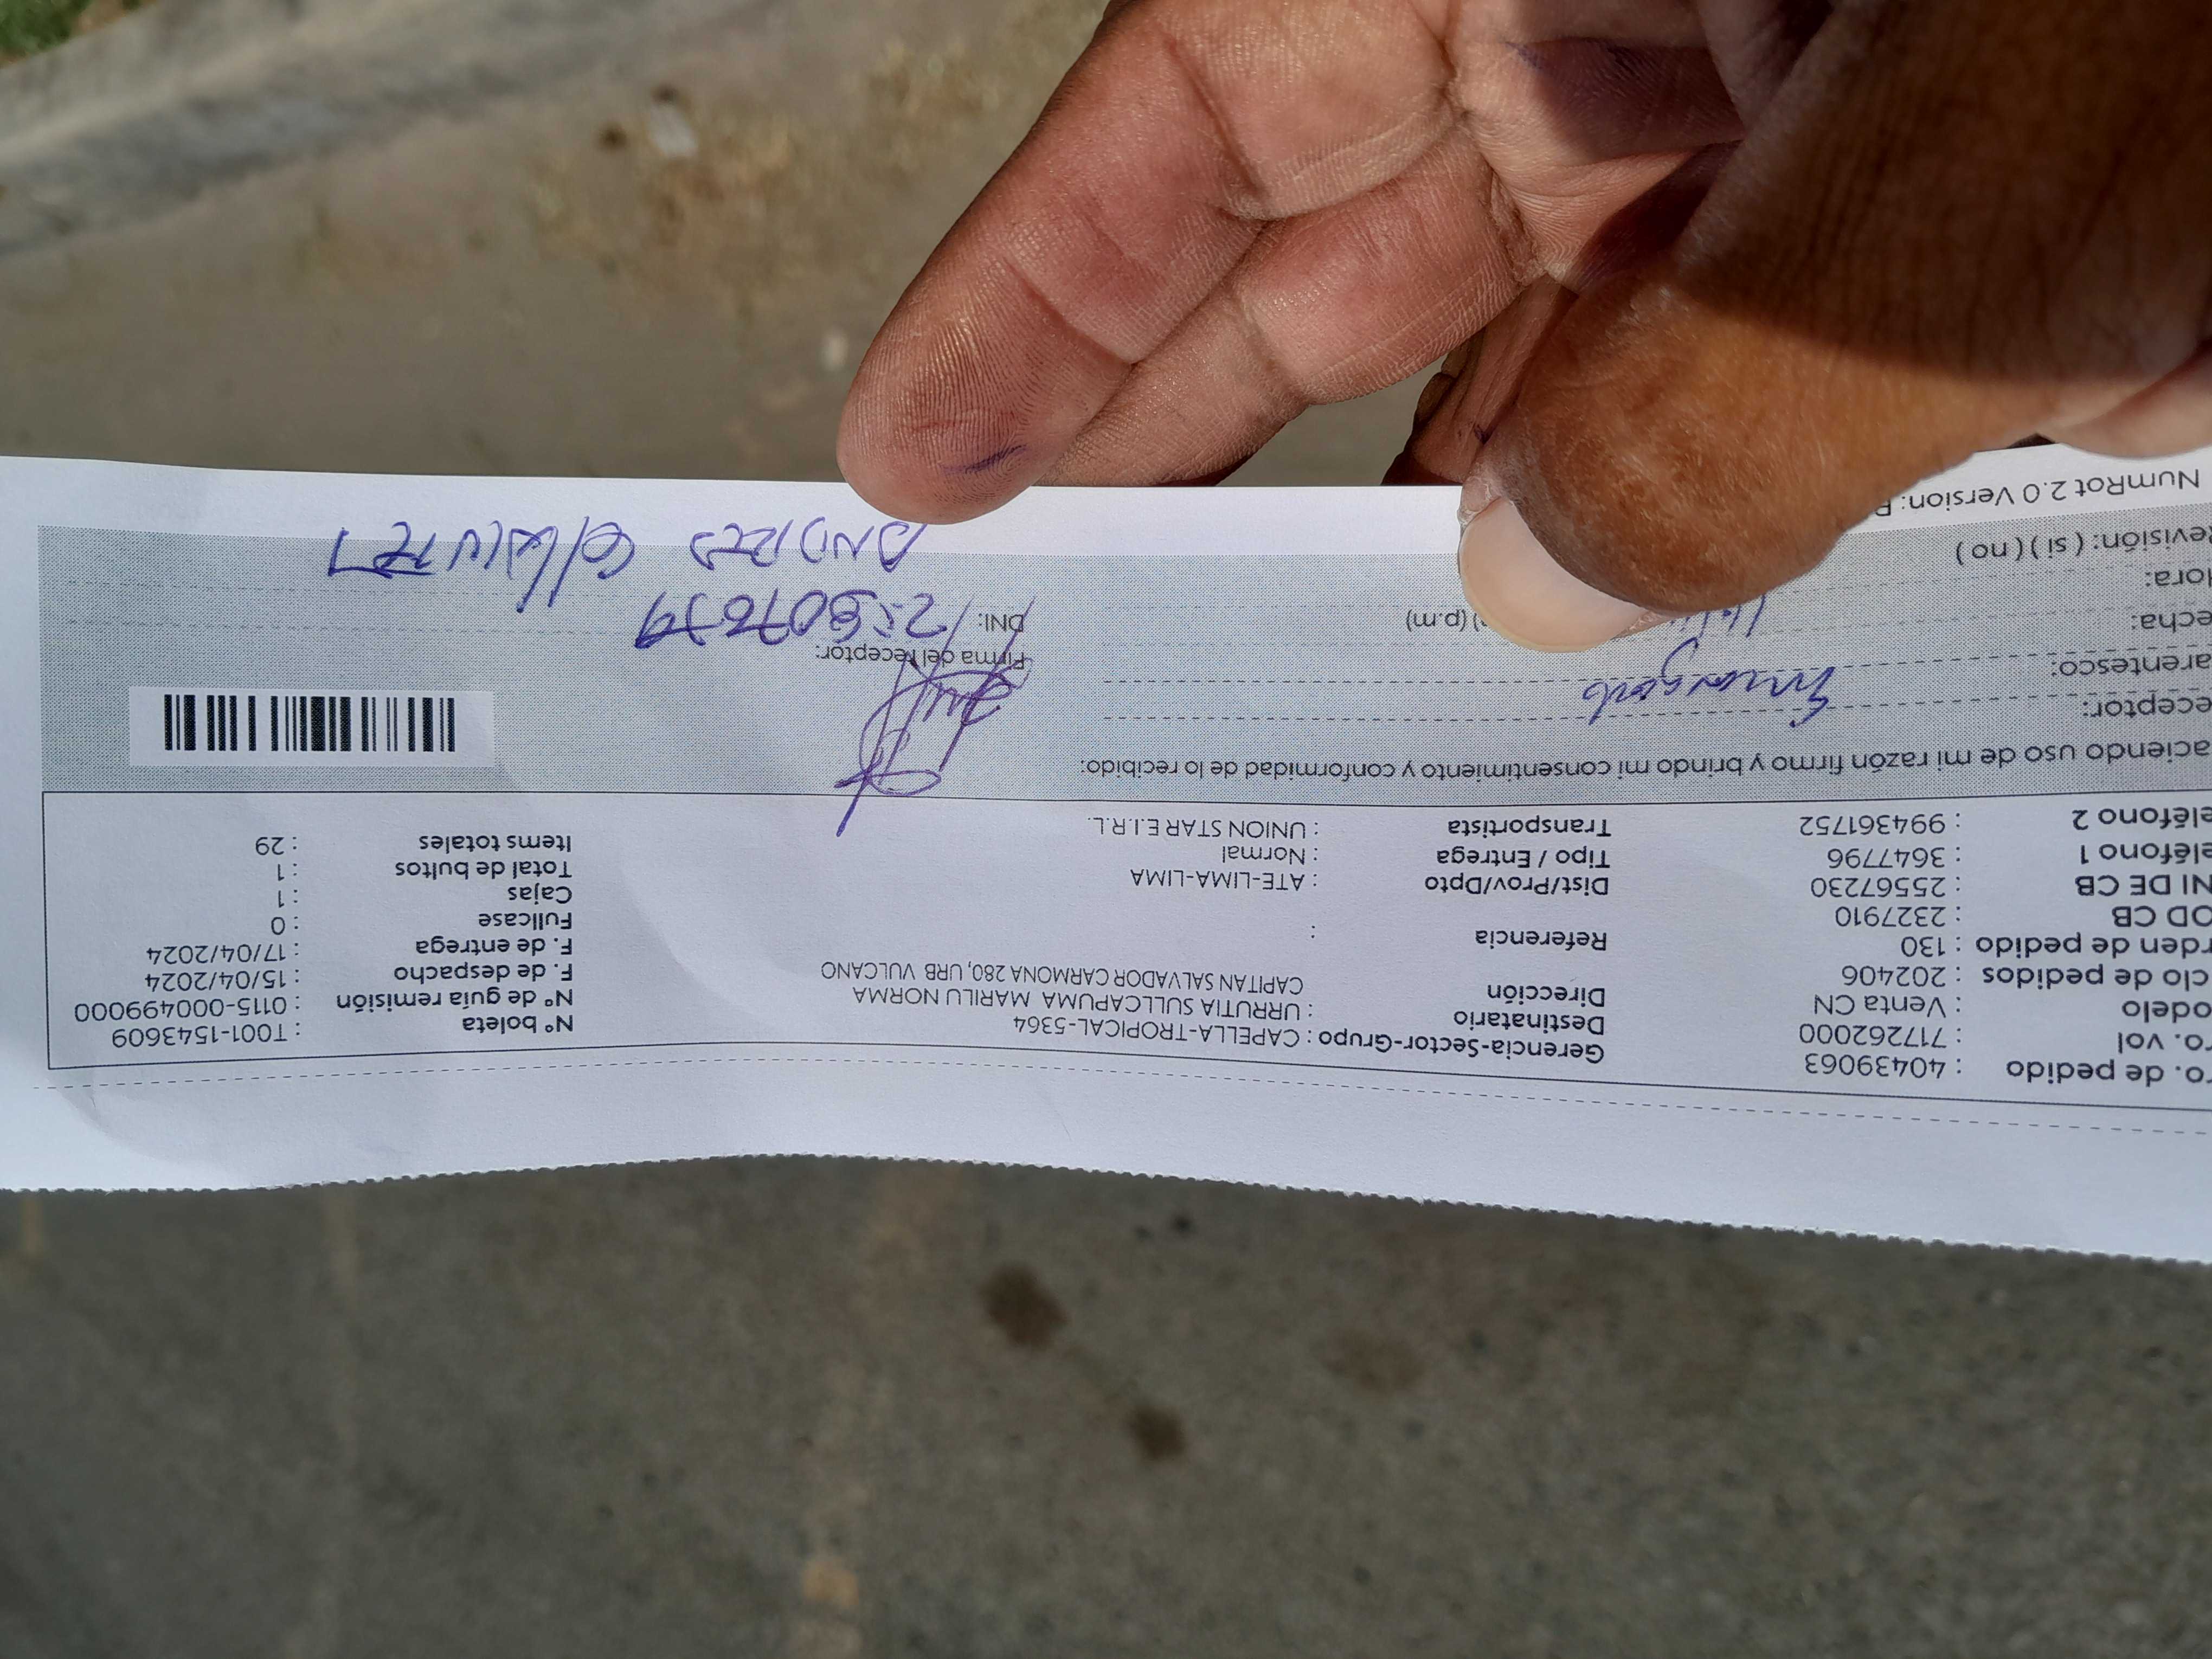 ro. de pedido : 40439063
ro. vol : 717262000
odelo : Venta CN
clo de pedidos : 202406
rden de pedido : 130
OD CB : 2327910
NI DE CB : 25567230
eléfono 1 : 3647796
eléfono 2 : 994361752
Gerencia-Sector-Grupo : CAPELLA-TROPICAL-5364
Destinatario : URRUTIA SULLCAPUMA MARILU NORMA
Dirección CAPITAN SALVADOR CARMONA 280, URB VULCANO
Referencia :
Dist/Prov/Dpto : ATE-LIMA-LIMA
Tipo / Entrega : Normal
Transportista : UNION STAR E.I.R.L.
N° boleta : T001-1543609
N° de guía remisión : 0115-000499000
F. de despacho : 15/04/2024
F. de entrega : 17/04/2024
Fullcase : 0
Cajas : 1
Total de bultos : 1
Items totales : 29
aciendo uso de mi razón firmo y brindo mi consentimiento y conformidad de lo recibido:
eceptor:
arentesco:
echa:
lora:
) (p.m)
evisión: ( si ) ( no )
NumRot 2.0 Version:
Firma del receptor:
DNI:
ANDRES